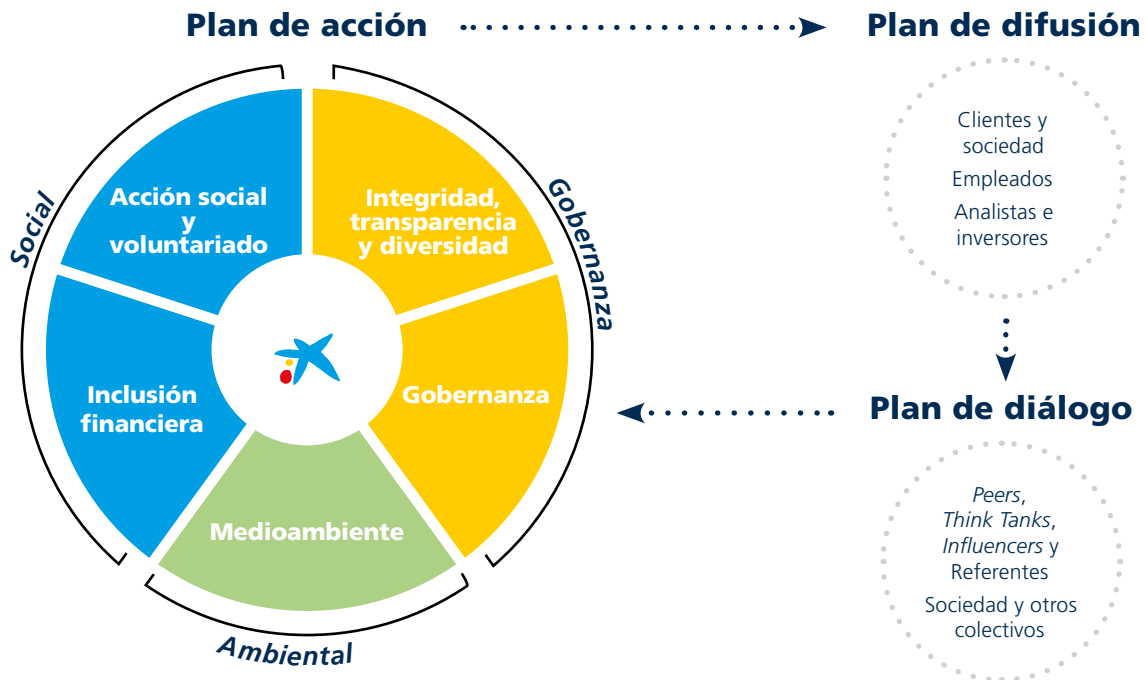 Plan de acción
Plan de difusión
Social
Gobernanza
Acción social
y
voluntariado
Integridad,
transparencia
y diversidad
Inclusión
financiera
Gobernanza
Medioambiente
Ambiental
Clientes y
sociedad
Empleados
Analistas e
inversores
Plan de diálogo
Peers,
Think Tanks,
Influencers y
Referentes
Sociedad y otros
colectivos